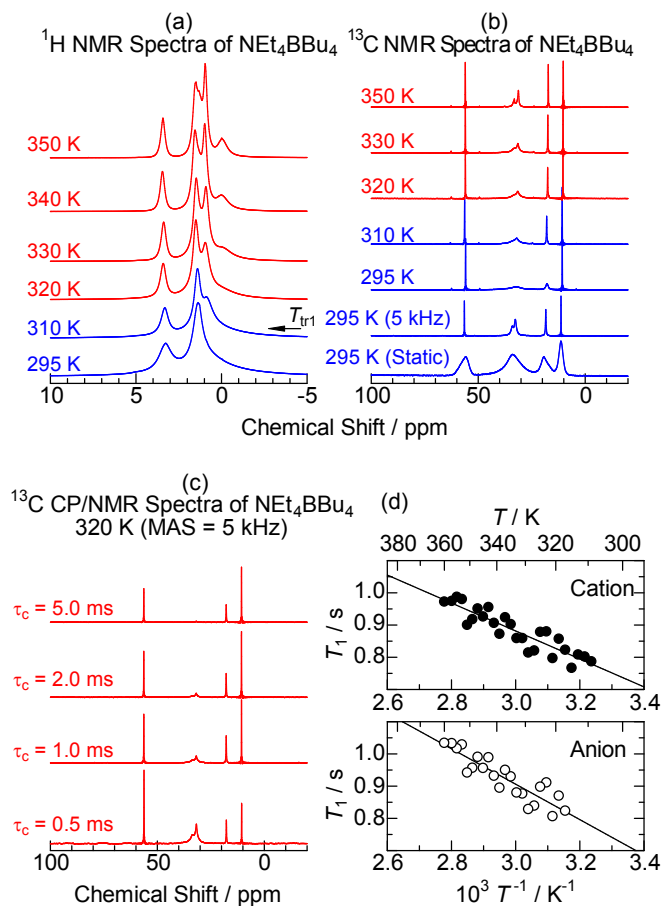 (a)
¹H NMR Spectra of NEt₄BBu₄
350 K
340 K
330 K
320 K
310 K
295 K
Tₜᵣ₁
10 5 0 -5
Chemical Shift / ppm
(b)
¹³C NMR Spectra of NEt₄BBu₄
350 K
330 K
320 K
310 K
295 K
295 K (5 kHz)
295 K (Static)
100 50 0
Chemical Shift / ppm
(c)
¹³C CP/NMR Spectra of NEt₄BBu₄
320 K (MAS = 5 kHz)
τc = 5.0 ms
τc = 2.0 ms
τc = 1.0 ms
τc = 0.5 ms
100 50 0
Chemical Shift / ppm
(d)
T / K
380 360 340 320 300
Cation
1.0
0.9
0.8
T₁ / s
2.6 2.8 3.0 3.2 3.4
Anion
1.0
0.9
0.8
T₁ / s
2.6 2.8 3.0 3.2 3.4
10³ T⁻¹ / K⁻¹